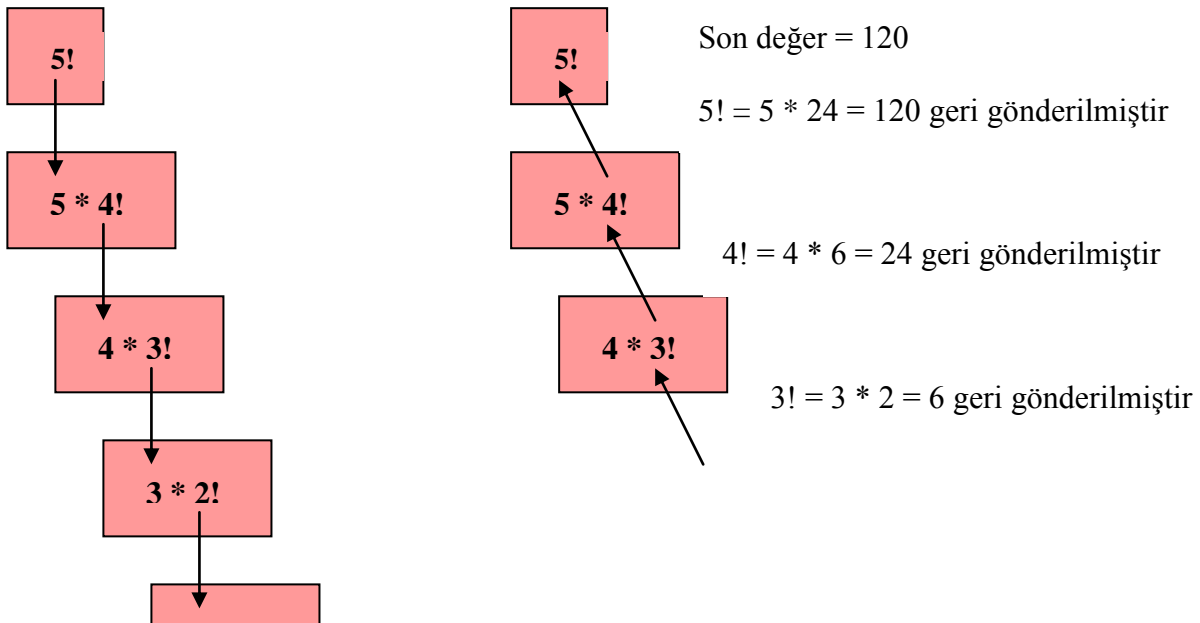 5!
5 * 4!
4 * 3!
3 * 2!
5!
5 * 4!
4 * 3!
Son değer = 120
5! = 5 * 24 = 120 geri gönderilmiştir
4! = 4 * 6 = 24 geri gönderilmiştir
3! = 3 * 2 = 6 geri gönderilmiştir